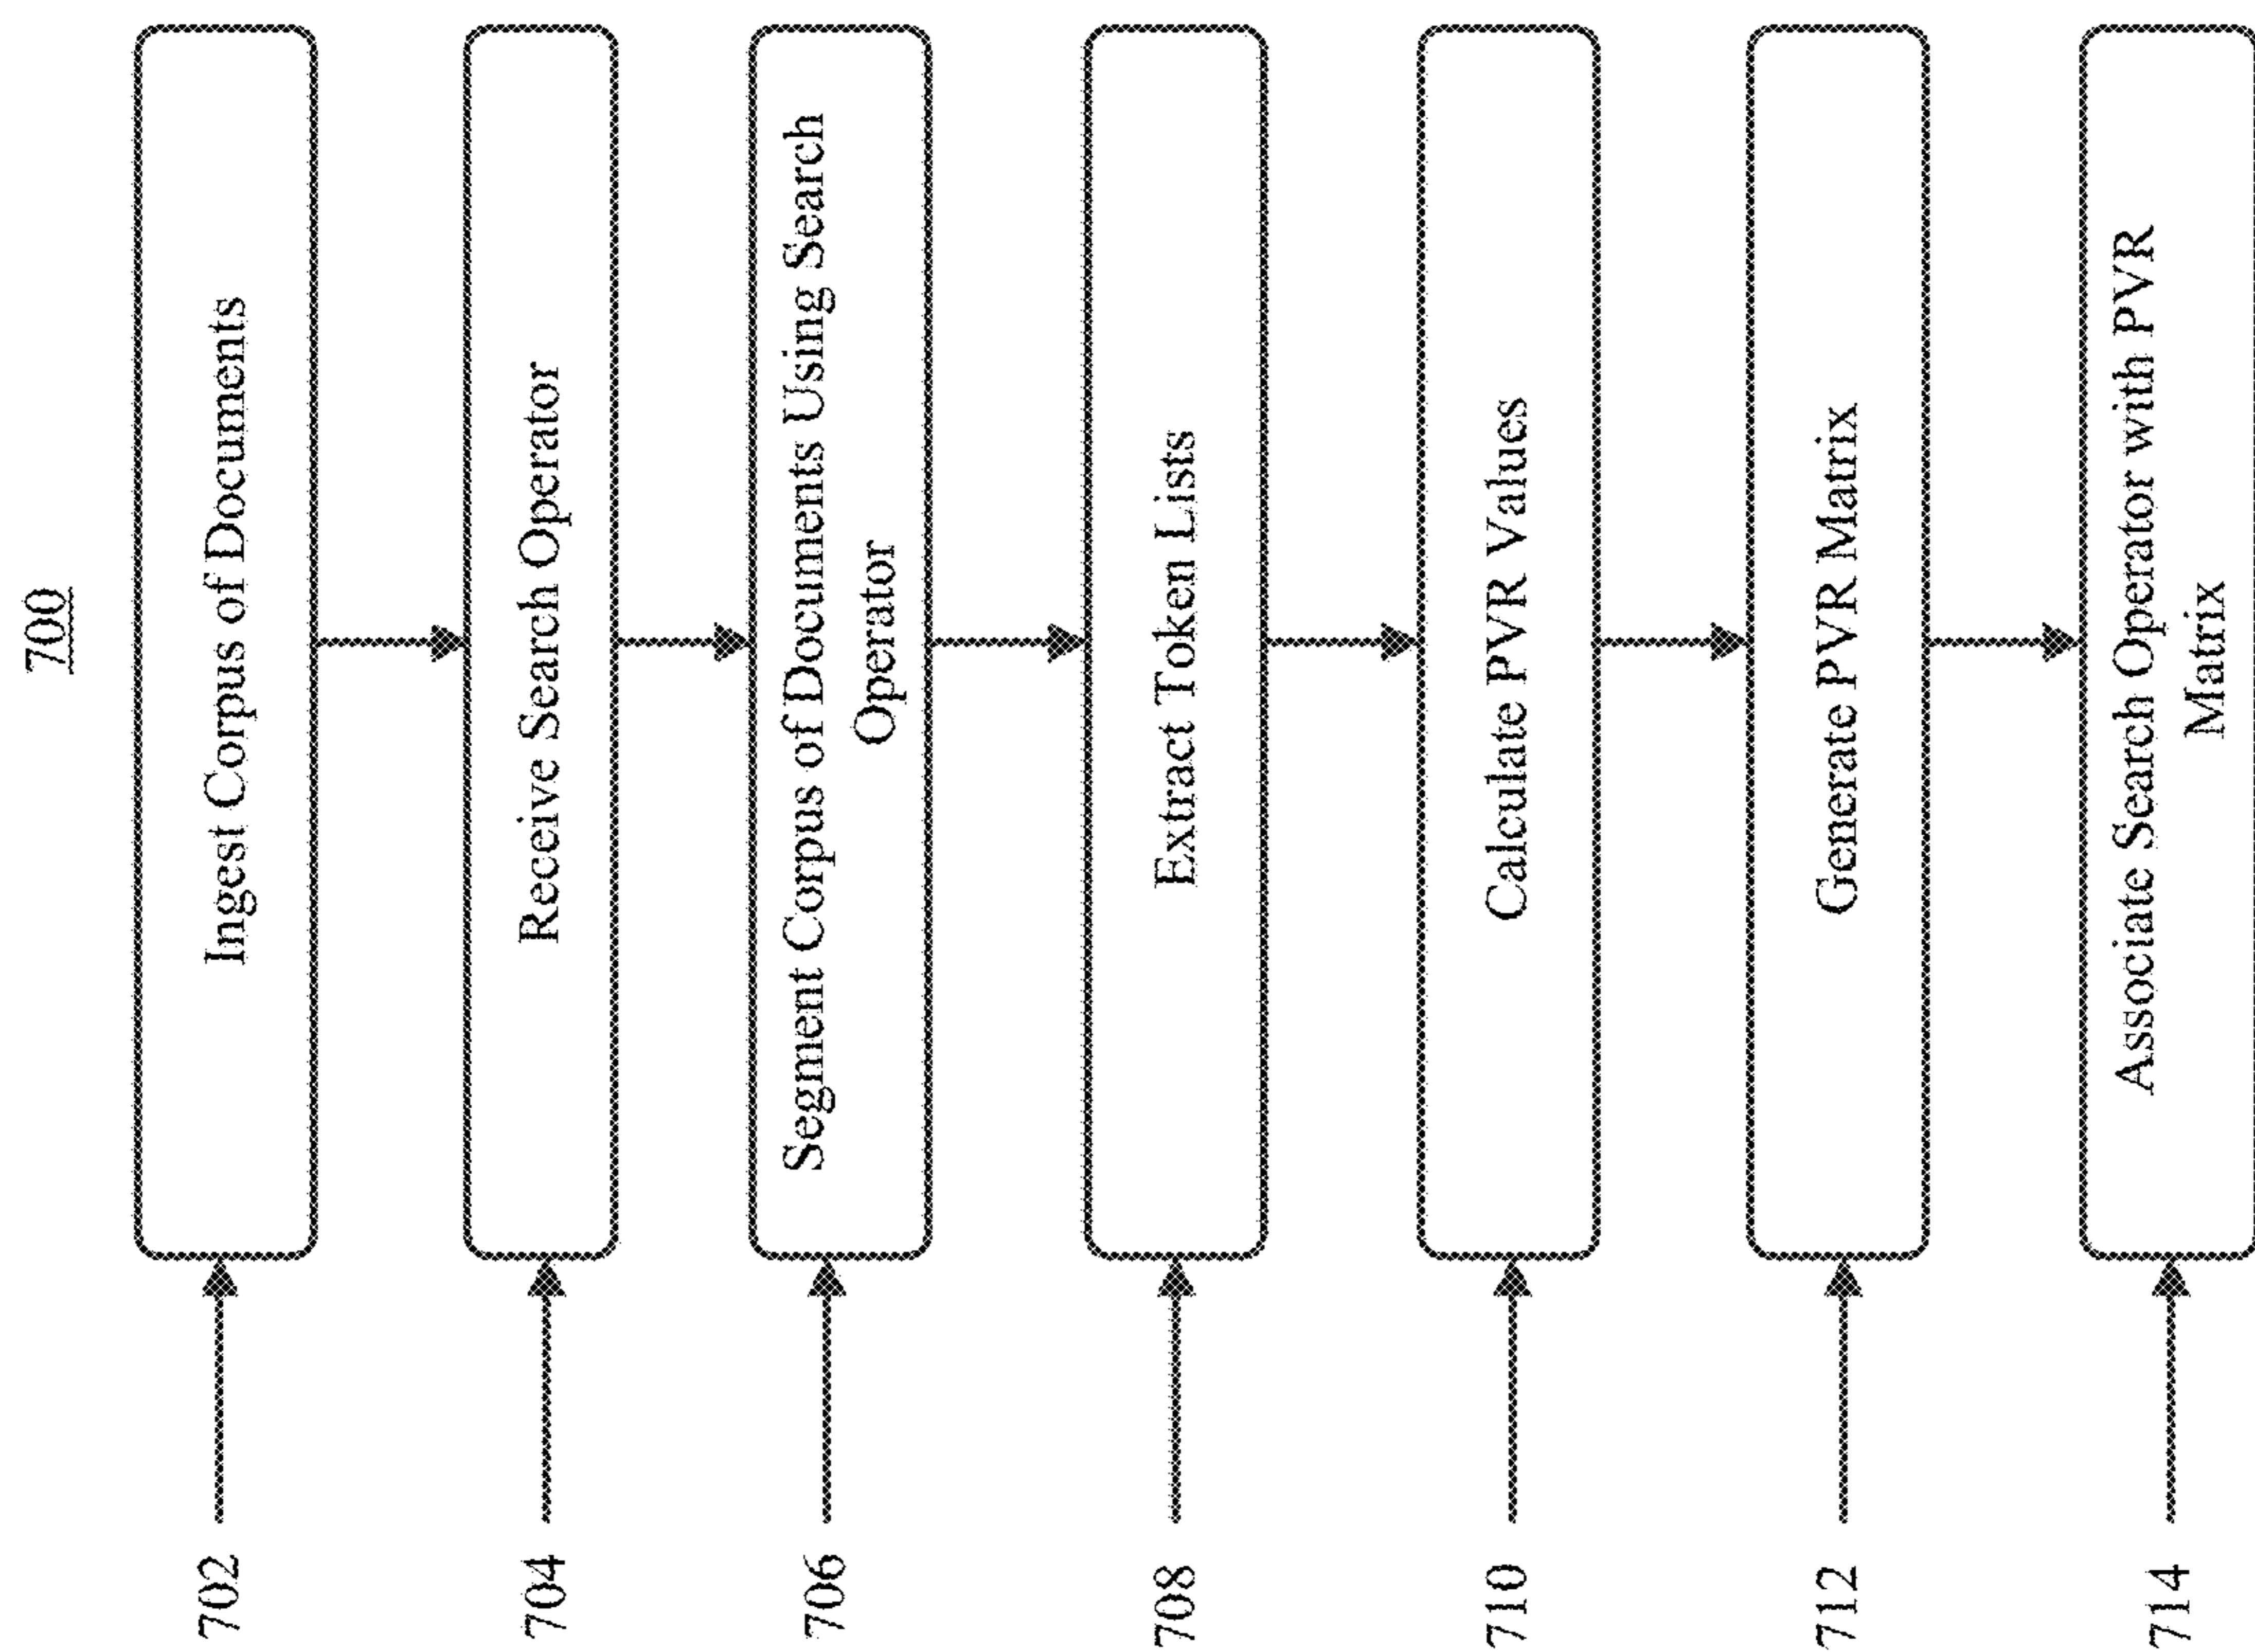 700
702
Ingest Corpus of Documents
704
Receive Search Operator
706
Segment Corpus of Documents Using Search
Operator
708
Extract Token Lists
710
Calculate PVR Values
712
Generate PVR Matrix
714
Associate Search Operator with PVR
Matrix